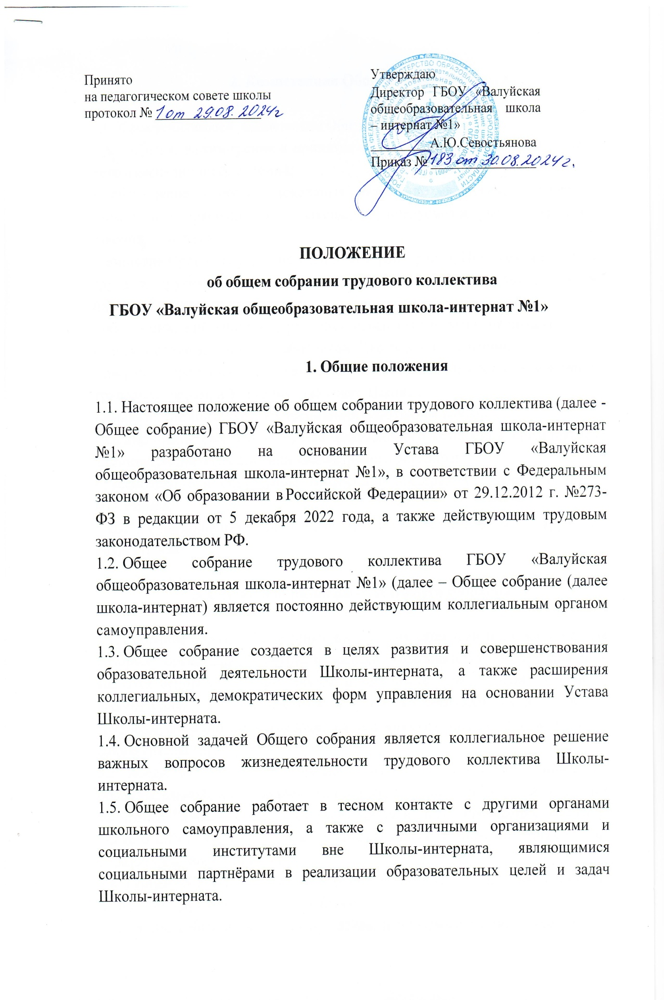 Принято
на педагогическом совете школы
протокол № 1 от 29.08.2024г
Утверждаю
Директор ГБОУ «Валуйская
общеобразовательная школа
– интернат №1»
А.Ю.Севостьянова
Приказ № 183 от 30.08.2024г.
ПОЛОЖЕНИЕ
об общем собрании трудового коллектива
ГБОУ «Валуйская общеобразовательная школа-интернат №1»
1. Общие положения
1.1. Настоящее положение об общем собрании трудового коллектива (далее -
Общее собрание) ГБОУ «Валуйская общеобразовательная школа-интернат
№1» разработано на основании Устава ГБОУ «Валуйская
общеобразовательная школа-интернат №1», в соответствии с Федеральным
законом «Об образовании в Российской Федерации» от 29.12.2012 г. №273-
ФЗ в редакции от 5 декабря 2022 года, а также действующим трудовым
законодательством РФ.
1.2. Общее собрание трудового коллектива ГБОУ «Валуйская
общеобразовательная школа-интернат №1» (далее – Общее собрание (далее
школа-интернат) является постоянно действующим коллегиальным органом
самоуправления.
1.3. Общее собрание создается в целях развития и совершенствования
образовательной деятельности Школы-интерната, а также расширения
коллегиальных, демократических форм управления на основании Устава
Школы-интерната.
1.4. Основной задачей Общего собрания является коллегиальное решение
важных вопросов жизнедеятельности трудового коллектива Школы-
интерната.
1.5. Общее собрание работает в тесном контакте с другими органами
школьного самоуправления, а также с различными организациями и
социальными институтами вне Школы-интерната, являющимися
социальными партнёрами в реализации образовательных целей и задач
Школы-интерната.